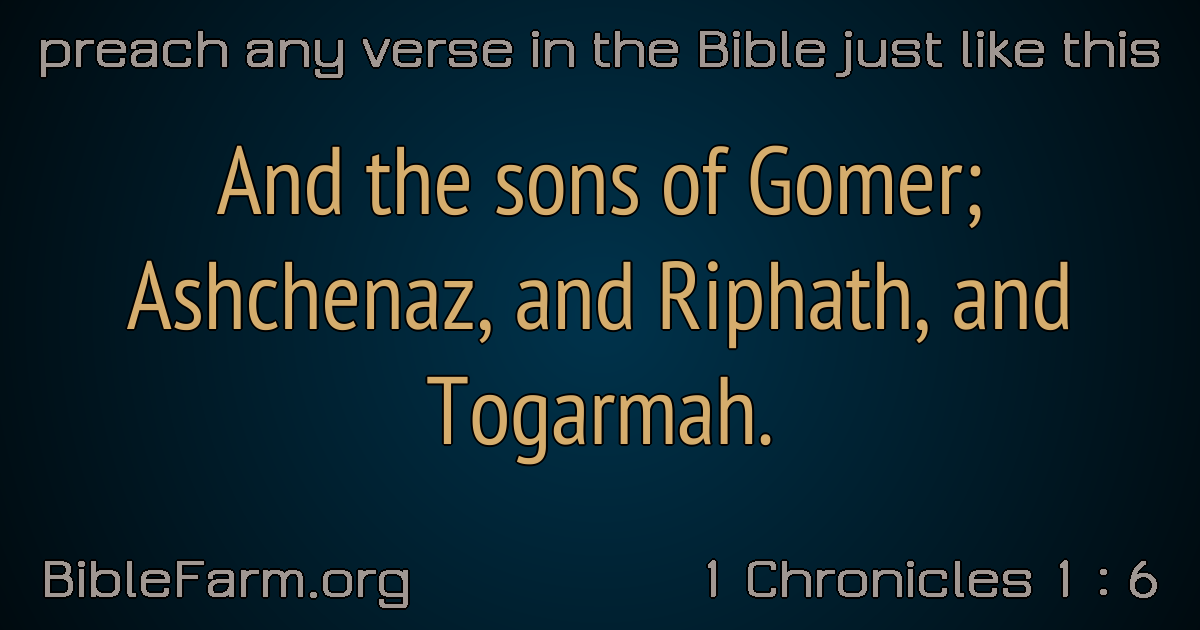 preach any verse in the Bible just like this
And the sons of Gomer;
Ashchenaz, and Riphath, and
Togarmah.
BibleFarm.org
1 Chronicles 1 : 6